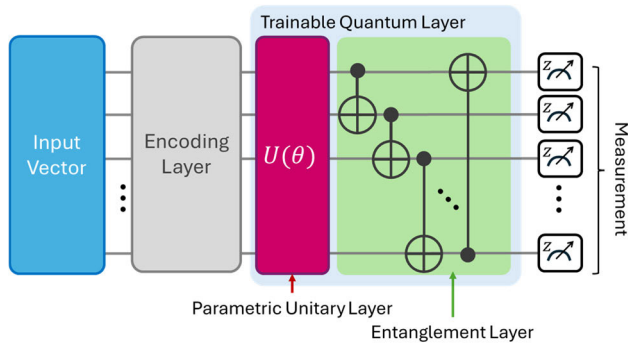 Trainable Quantum Layer
Input
Vector
Encoding
Layer
U(θ)
z
z
z
z
Measurement
Parametric Unitary Layer
Entanglement Layer